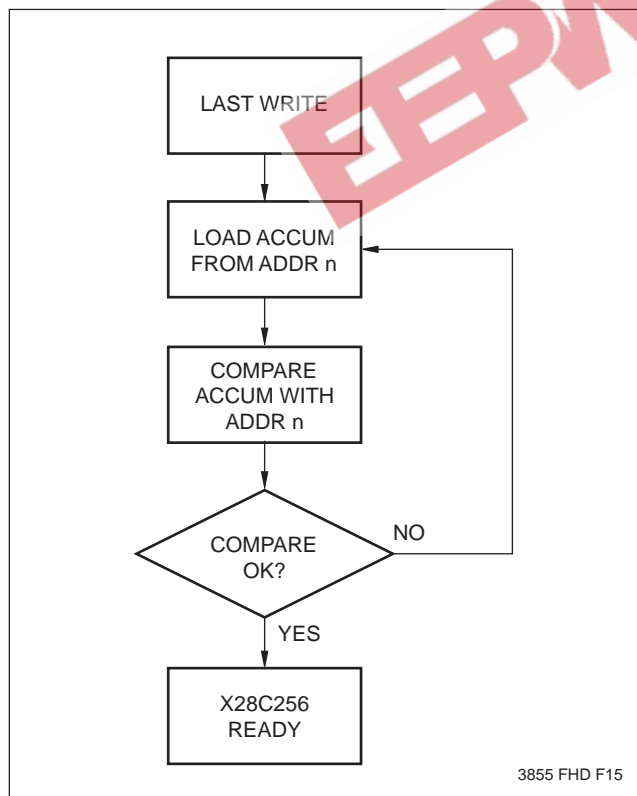 EEPW
LAST WRITE
LOAD ACCUM
FROM ADDR n
COMPARE
ACCUM WITH
ADDR n
COMPARE
OK?
NO
YES
X28C256
READY
3855 FHD F15